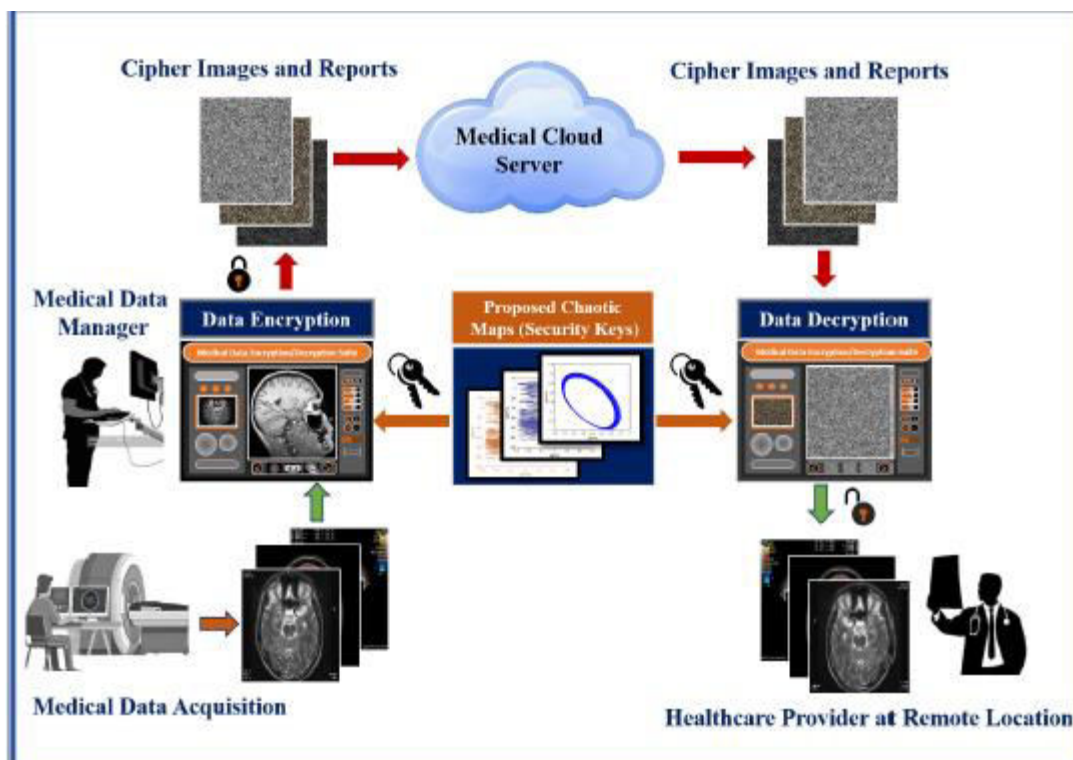 Cipher Images and Reports
Cipher Images and Reports
Medical Cloud
Server
Medical Data
Manager
Data Encryption
Medical Data Encryption/Decryption Suite
Proposed Chaotic
Maps (Security Keys)
Data Decryption
Medical Data Encryption/Decryption Suite
Medical Data Acquisition
Healthcare Provider at Remote Location